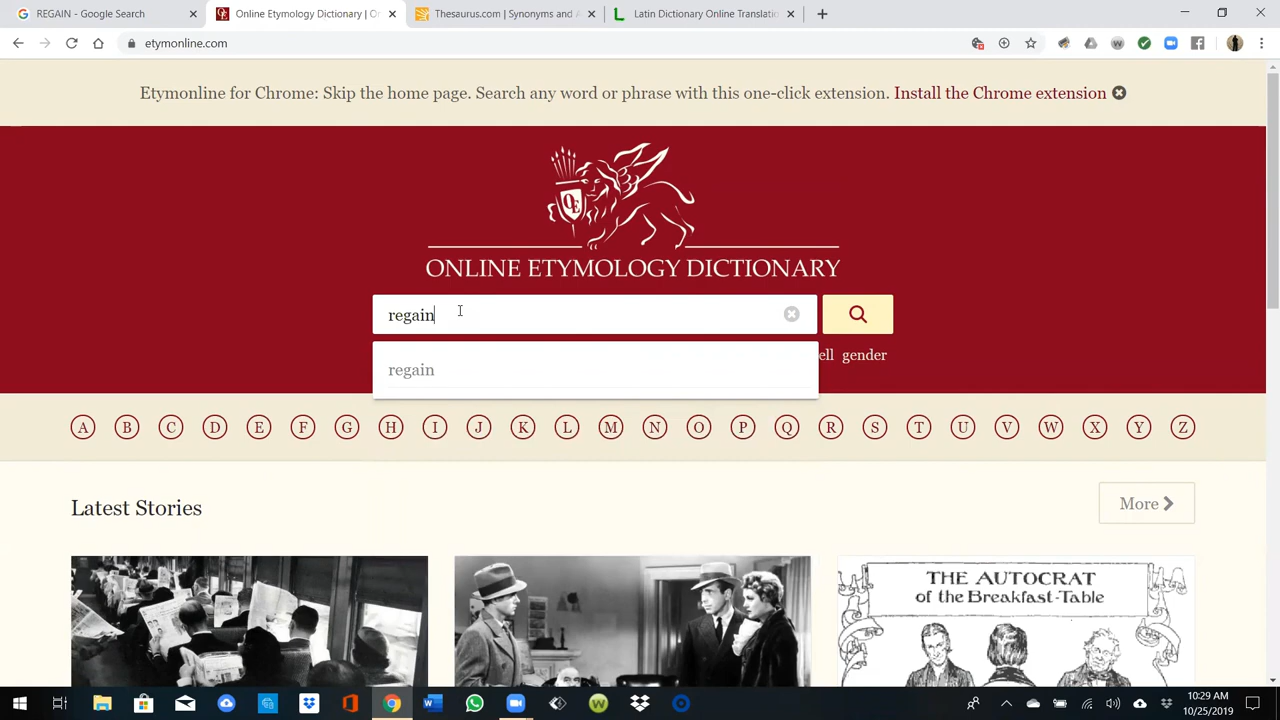 REGAIN - Google Search
Online Etymology Dictionary | O
Thesaurus.com | Synonyms and A
Latin Dictionary Online Translatio
etymonline.com
Etymonline for Chrome: Skip the home page. Search any word or phrase with this one-click extension. Install the Chrome extension
OE
ONLINE ETYMOLOGY DICTIONARY
regain
regain
ell gender
A B C D E F G H I J K L M N O P Q R S T U V W X Y Z
Latest Stories
More
THE AUTOCRAT
of the Breakfast-Table
10:29 AM
10/25/2019